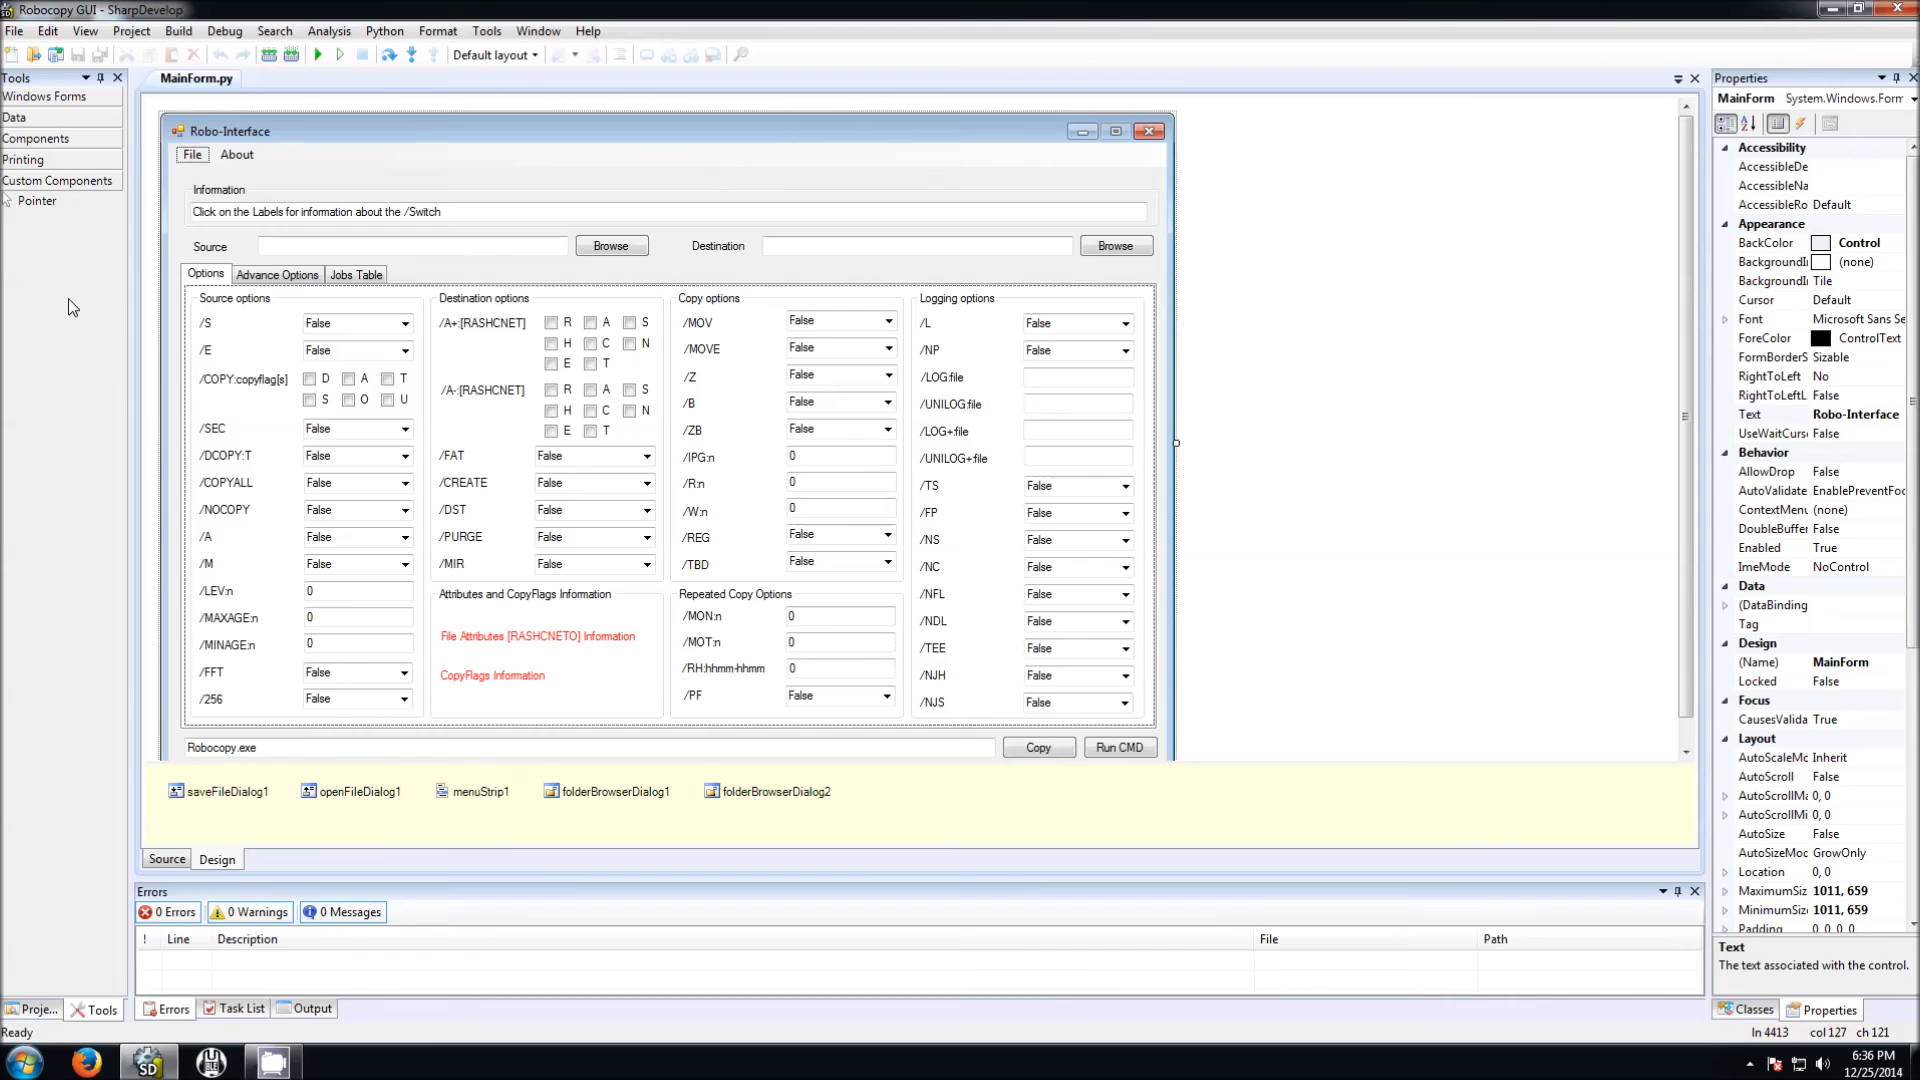 Robocopy GUI - SharpDevelop
File Edit View Project Build Debug Search Analysis Python Format Tools Window Help
Default layout
Tools
Windows Forms
Data
Components
Printing
Custom Components
Pointer
MainForm.py
Robo-Interface
File About
Information
Click on the Labels for information about the /Switch
Source Browse Destination Browse
Options Advance Options Jobs Table
Source options
/S False
/E False
/COPY:copyflag[s] D A T
S O U
/SEC False
/DCOPY:T False
/COPYALL False
/NOCOPY False
/A False
/M False
/LEV:n 0
/MAXAGE:n 0
/MINAGE:n 0
/FFT False
/256 False
Destination options
/A+:[RASHCNET] R A S
H C N
E T
/A-:[RASHCNET] R A S
H C N
E T
/FAT False
/CREATE False
/DST False
/PURGE False
/MIR False
Attributes and CopyFlags Information
File Attributes [RASHCNETO] Information
CopyFlags Information
Copy options
/MOV False
/MOVE False
/Z False
/B False
/ZB False
/IPG:n 0
/R:n 0
/W:n 0
/REG False
/TBD False
Repeated Copy Options
/MON:n 0
/MOT:n 0
/RH:hhmm-hhmm 0
/PF False
Logging options
/L False
/NP False
/LOG:file
/UNILOG:file
/LOG+:file
/UNILOG+:file
/TS False
/FP False
/NS False
/NC False
/NFL False
/NDL False
/TEE False
/NJH False
/NJS False
Robocopy.exe Copy Run CMD
saveFileDialog1 openFileDialog1 menuStrip1 folderBrowserDialog1 folderBrowserDialog2
Source Design
Errors
0 Errors 0 Warnings 0 Messages
! Line Description File Path
Proje... Tools Errors Task List Output
Ready
Properties
MainForm System.Windows.Form
Accessibility
AccessibleDe
AccessibleNa
AccessibleRo Default
Appearance
BackColor Control
BackgroundI (none)
BackgroundI Tile
Cursor Default
Font Microsoft Sans Se
ForeColor ControlText
FormBorderS Sizable
RightToLeft No
RightToLeftL False
Text Robo-Interface
UseWaitCurs False
Behavior
AllowDrop False
AutoValidate EnablePreventFoc
ContextMenu (none)
DoubleBuffer False
Enabled True
ImeMode NoControl
Data
(DataBinding
Tag
Design
(Name) MainForm
Locked False
Focus
CausesValida True
Layout
AutoScaleMo Inherit
AutoScroll False
AutoScrollMa 0, 0
AutoScrollMi 0, 0
AutoSize False
AutoSizeMod GrowOnly
Location 0, 0
MaximumSiz 1011, 659
MinimumSiz 1011, 659
Padding 0, 0, 0, 0
Text
The text associated with the control.
Classes Properties
ln 4413 col 127 ch 121
SD
6:36 PM
12/25/2014